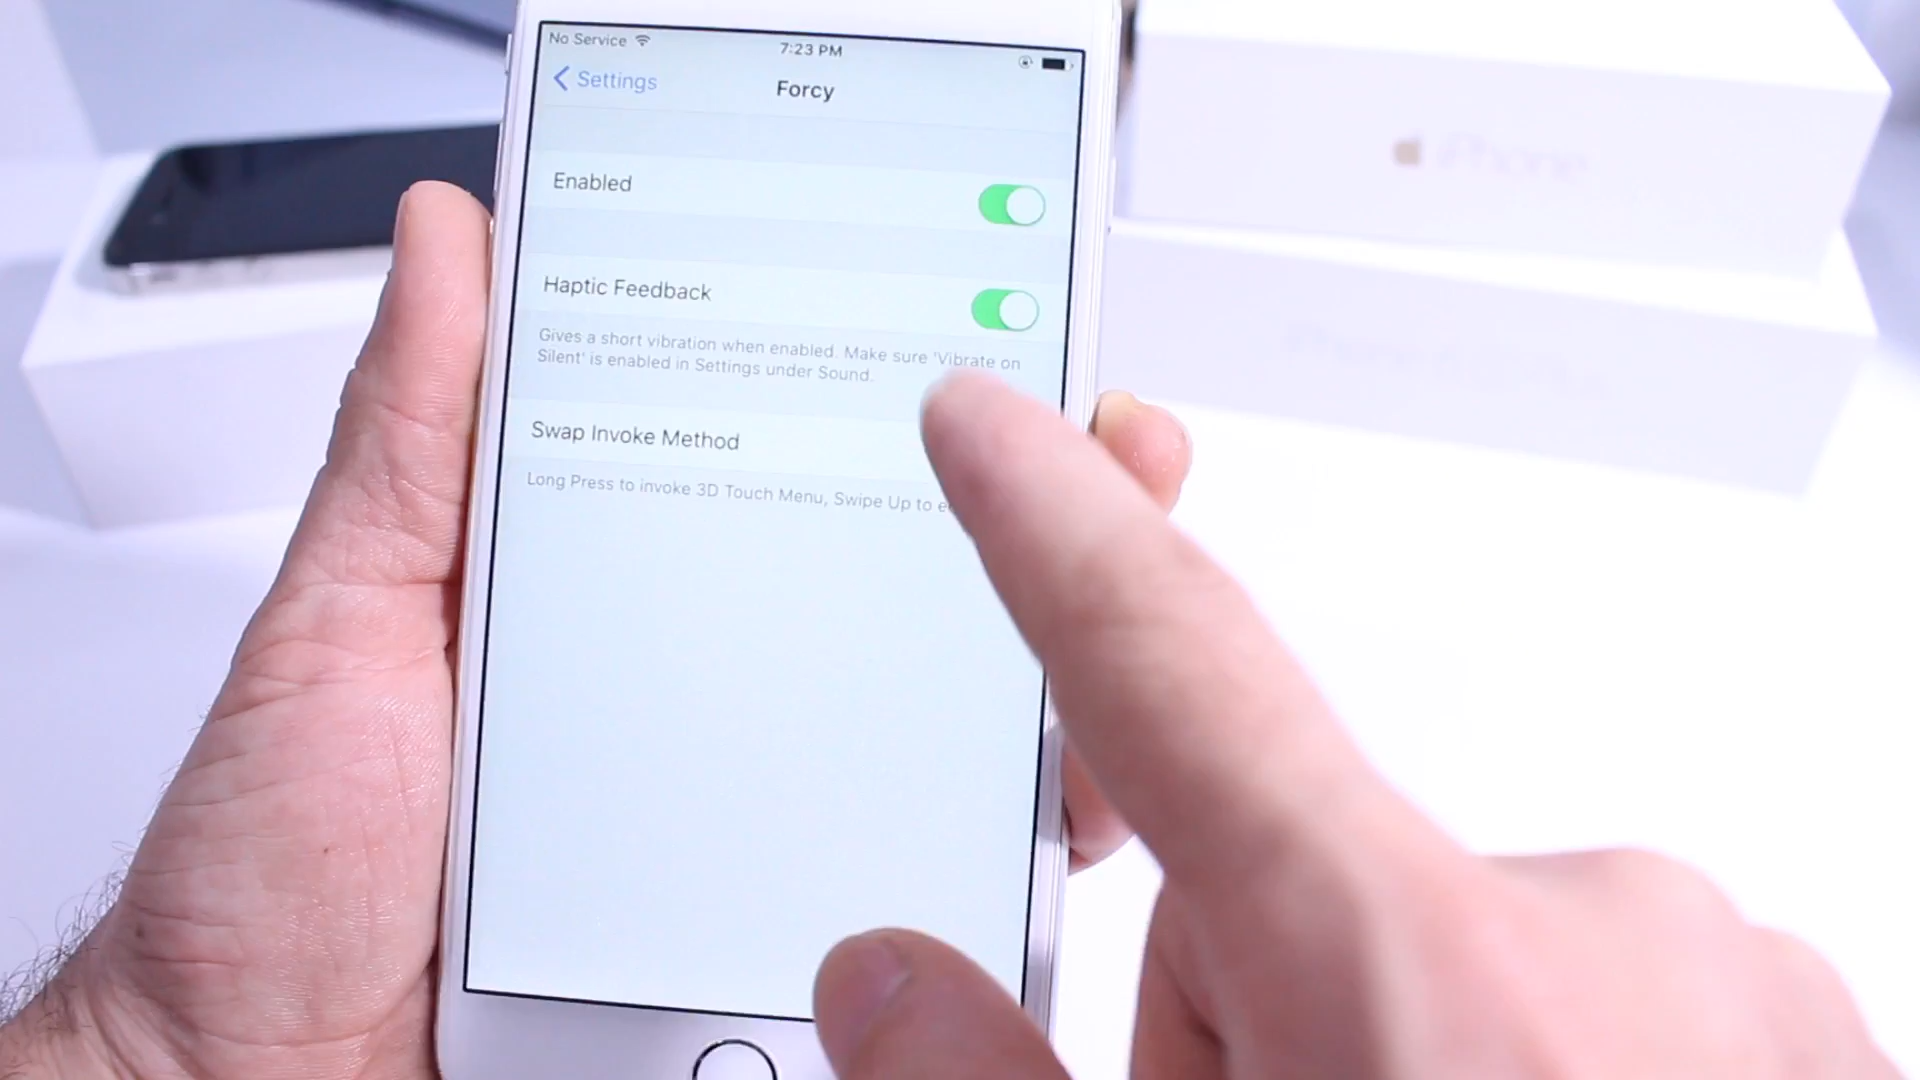 No Service
7:23 PM
Settings
Forcy
Enabled
Haptic Feedback
Gives a short vibration when enabled. Make sure 'Vibrate on
Silent' is enabled in Settings under Sound.
Swap Invoke Method
Long Press to invoke 3D Touch Menu, Swipe Up to
iPhone